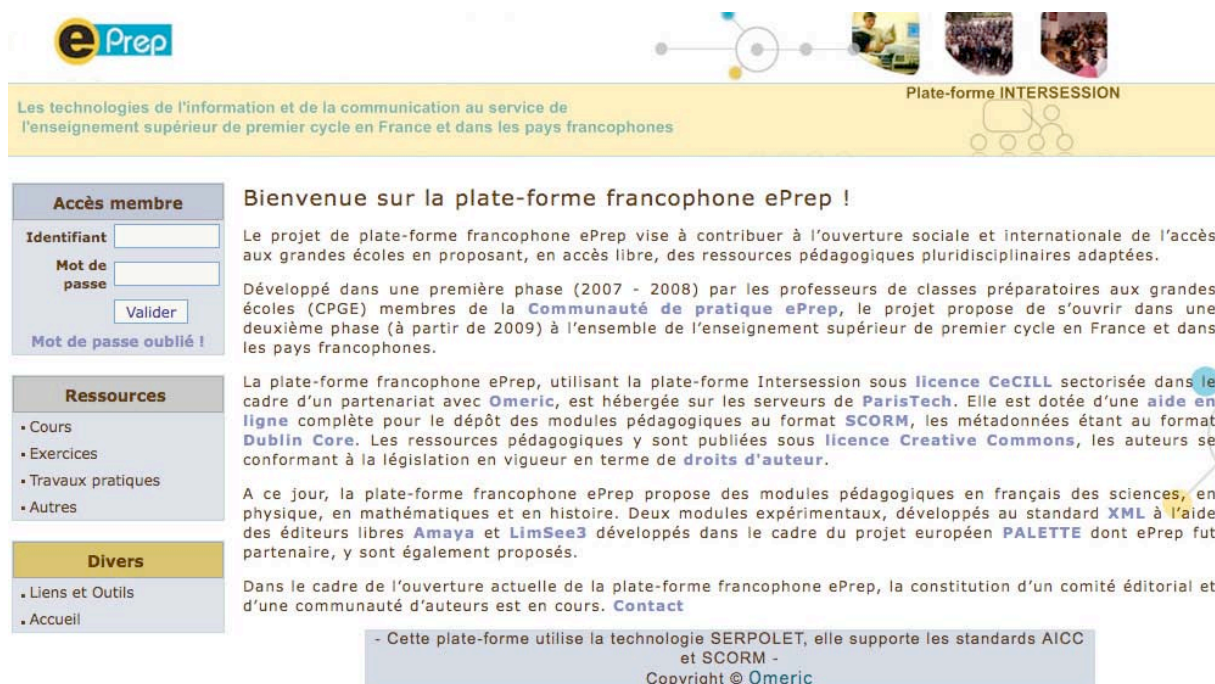 ePrep
Plate-forme INTERSESSION
Les technologies de l'information et de la communication au service de
l'enseignement supérieur de premier cycle en France et dans les pays francophones
Accès membre
Identifiant
Mot de
passe
Valider
Mot de passe oublié !
Ressources
Cours
Exercices
Travaux pratiques
Autres
Divers
Liens et Outils
Accueil
Bienvenue sur la plate-forme francophone ePrep !
Le projet de plate-forme francophone ePrep vise à contribuer à l'ouverture sociale et internationale de l'accès
aux grandes écoles en proposant, en accès libre, des ressources pédagogiques pluridisciplinaires adaptées.
Développé dans une première phase (2007 - 2008) par les professeurs de classes préparatoires aux grandes
écoles (CPGE) membres de la Communauté de pratique ePrep, le projet propose de s'ouvrir dans une
deuxième phase (à partir de 2009) à l'ensemble de l'enseignement supérieur de premier cycle en France et dans
les pays francophones.
La plate-forme francophone ePrep, utilisant la plate-forme Intersession sous licence CeCILL sectorisée dans le
cadre d'un partenariat avec Omeric, est hébergée sur les serveurs de ParisTech. Elle est dotée d'une aide en
ligne complète pour le dépôt des modules pédagogiques au format SCORM, les métadonnées étant au format
Dublin Core. Les ressources pédagogiques y sont publiées sous licence Creative Commons, les auteurs se
conformant à la législation en vigueur en terme de droits d'auteur.
A ce jour, la plate-forme francophone ePrep propose des modules pédagogiques en français des sciences, en
physique, en mathématiques et en histoire. Deux modules expérimentaux, développés au standard XML à l'aide
des éditeurs libres Amaya et LimSee3 développés dans le cadre du projet européen PALETTE dont ePrep fut
partenaire, y sont également proposés.
Dans le cadre de l'ouverture actuelle de la plate-forme francophone ePrep, la constitution d'un comité éditorial et
d'une communauté d'auteurs est en cours. Contact
- Cette plate-forme utilise la technologie SERPOLET, elle supporte les standards AICC
et SCORM -
Copyright © Omeric